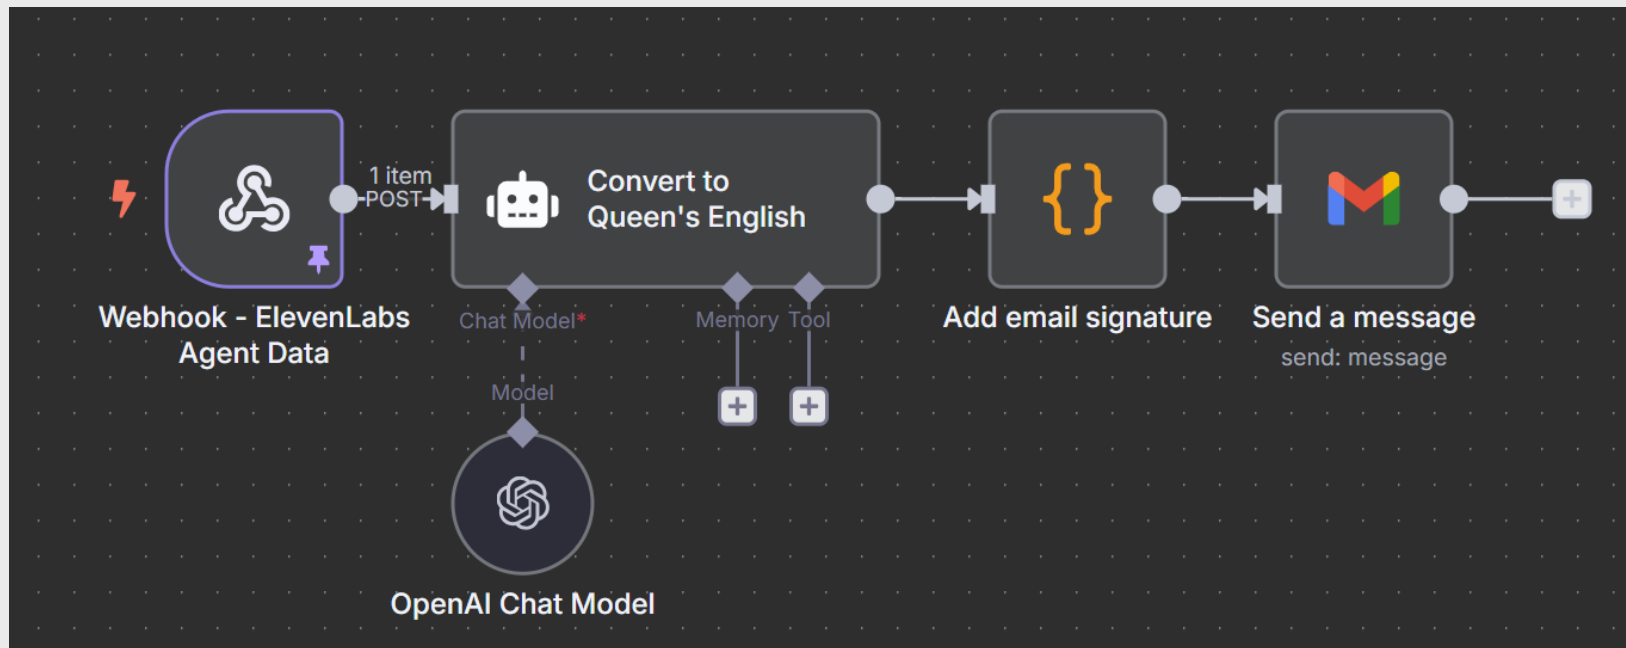 1 item
POST
Convert to
Queen's English
Webhook - ElevenLabs
Agent Data
Chat Model*
Memory
Tool
Add email signature
Send a message
send: message
Model
OpenAI Chat Model